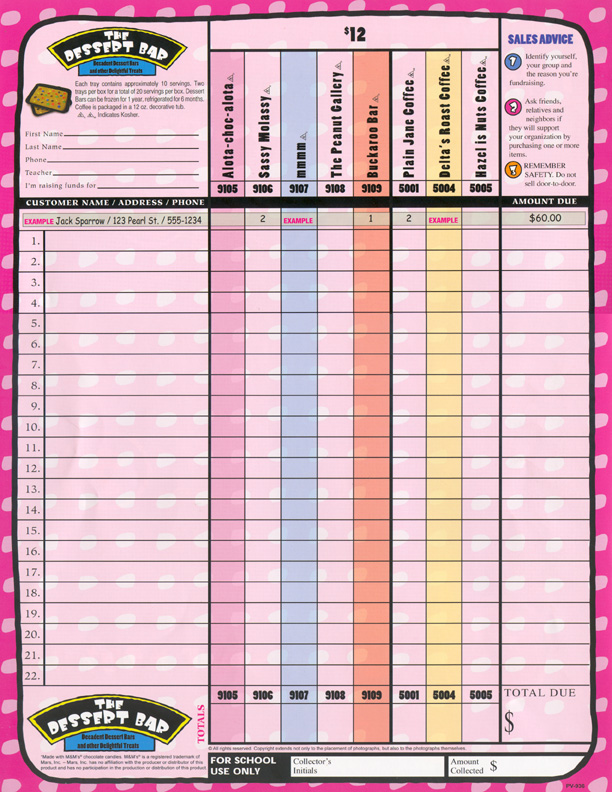 $12
THE
DESSERT BAR
Decadent Dessert Bars
and other Delightful Treats
Each tray contains approximately 10 servings. Two
trays per box for a total of 20 servings per box. Dessert
Bars can be frozen for 1 year, refrigerated for 6 months.
Coffee is packaged in a 12 oz. decorative tub.
Indicates Kosher.
First Name
Last Name
Phone
Teacher
I'm raising funds for
Alota-choc-alota
Sassy Molassy
mmmm
The Peanut Gallery
Buckaroo Bar
Plain Jane Coffee
Delta's Roast Coffee
Hazel is Nuts Coffee
9105 9106 9107 9108 9109 5001 5004 5005
SALES ADVICE
1 Identify yourself,
your group and
the reason you're
fundraising.
2 Ask friends,
relatives and
neighbors if
they will support
your organization by
purchasing one or more
items.
3 REMEMBER
SAFETY. Do not
sell door-to-door.
CUSTOMER NAME / ADDRESS / PHONE AMOUNT DUE
EXAMPLE Jack Sparrow / 123 Pearl St. / 555-1234 2 EXAMPLE 1 2 EXAMPLE $60.00
1.
2.
3.
4.
5.
6.
7.
8.
9.
10.
11.
12.
13.
14.
15.
16.
17.
18.
19.
20.
21.
22.
THE
DESSERT BAR
Decadent Dessert Bars
and other Delightful Treats
TOTALS
9105 9106 9107 9108 9109 5001 5004 5005 TOTAL DUE
$
© All rights reserved. Copyright extends not only to the placement of photographs, but also to the photographs themselves.
"Made with M&M's" chocolate candies. M&M's" is a registered trademark of
Mars, Inc. – Mars, Inc. has no affiliation with the producer or distributor of this
product and has no participation in the production or distribution of this product.
FOR SCHOOL
USE ONLY
Collector's
Initials
Amount
Collected $